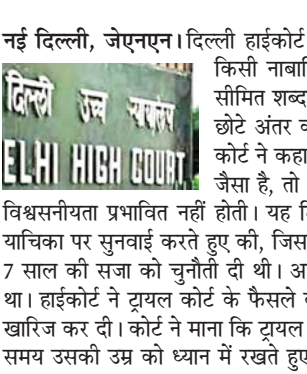 नई दिल्ली, जेएनएन। दिल्ली हाईकोर्ट
किसी
सीमित
छोटे अंतर
कोर्ट ने कहा
जैसा है, तो
दिल्ली उच्च न्यायालय
ELHI HIGH COURT
विश्वसनीयता प्रभावित नहीं होती। यह
याचिका पर सुनवाई करते हुए की, जिस
7 साल की सजा को चुनौती दी थी। अ
था। हाईकोर्ट ने ट्रायल कोर्ट के फैसले
खारिज कर दी। कोर्ट ने माना कि ट्रायल
समय उसकी उम्र को ध्यान में रखते हुए